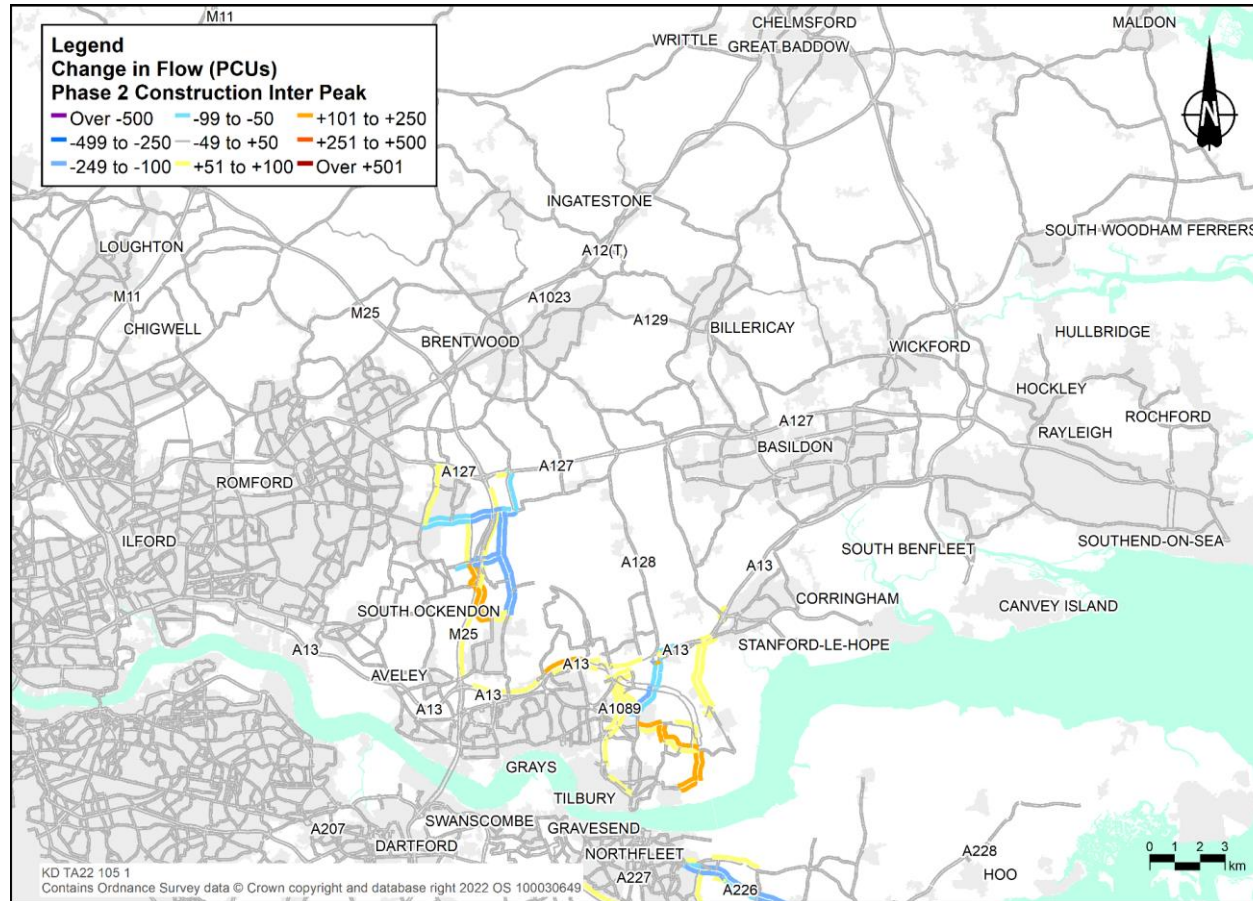 M11
CHELMSFORD
MALDON
WRITTLE
GREAT BADDOW
Legend
Change in Flow (PCUs)
Phase 2 Construction Inter Peak
Over -500
-99 to -50
+101 to +250
-499 to -250
-49 to +50
+251 to +500
-249 to -100
+51 to +100
Over +501
N
INGATESTONE
SOUTH WOODHAM FERRERS
LOUGHTON
A12(T)
M11
CHIGWELL
M25
A1023
A129
BILLERICAY
HULLBRIDGE
BRENTWOOD
WICKFORD
HOCKLEY
ROCHFORD
A127
RAYLEIGH
BASILDON
A127
A127
ROMFORD
ILFORD
SOUTHEND-ON-SEA
SOUTH BENFLEET
A128
A13
CORRINGHAM
CANVEY ISLAND
SOUTH OCKENDON
M25
STANFORD-LE-HOPE
A13
A13
A13
AVELEY
A13
A13
A1089
GRAYS
TILBURY
SWANSCOMBE
GRAVESEND
A207
DARTFORD
NORTHFLEET
A228
HOO
A227
A226
0 1 2 3
km
KD TA22 105 1
Contains Ordnance Survey data © Crown copyright and database right 2022 OS 100030649